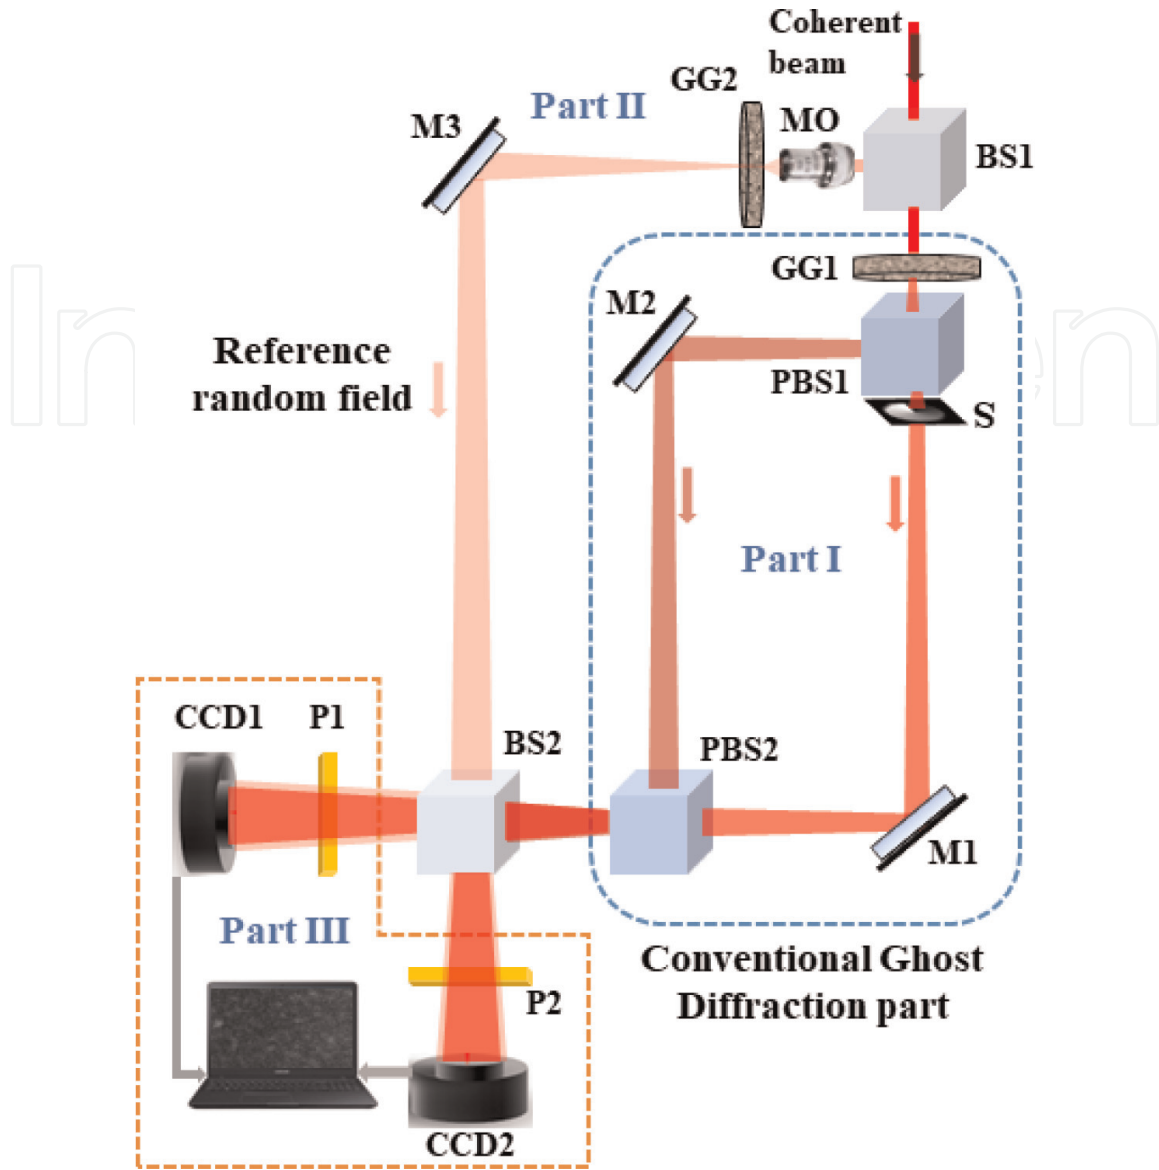 Coherent
beam
GG2
MO
Part II
M3
BS1
GG1
M2
PBS1
S
Reference
random field
Part I
CCD1
P1
BS2
PBS2
M1
Part III
P2
Conventional Ghost
Diffraction part
CCD2